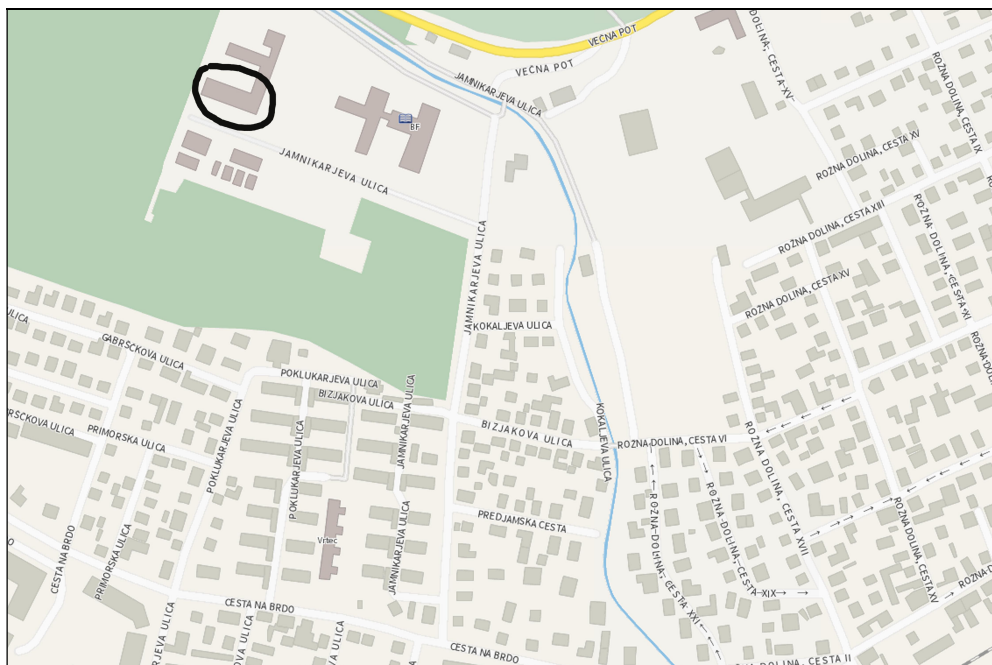 VEČNA POT
VEČNA POT
JAMNIKARJEVA ULICA
BF
JAMNIKARJEVA ULICA
JAMNIKARJEVA ULICA
ROŽNA DOLINA, CESTA XV
ROŽNA DOLINA, CESTA XIII
ROŽNA DOLINA, CESTA XV
ROŽNA DOLINA, CESTA IX
ROŽNA DOLINA, CESTA XI
KOKALJEVA ULICA
GABRŠČKOVA ULICA
POKLUKARJEVA ULICA
BIZJAKOVA ULICA
JAMNIKARJEVA ULICA
BIZJAKOVA ULICA
KOKALJEVA ULICA
ROŽNA DOLINA, CESTA VI
PRIMORSKA ULICA
POKLUKARJEVA ULICA
POKLUKARJEVA ULICA
ROŽNA DOLINA, CESTA XVII
PREDJAMSKA CESTA
Vrtec
CESTA NA BRDO
PRIMORSKA ULICA
JAMNIKARJEVA ULICA
ROŽNA DOLINA, CESTA XXI
ROŽNA DOLINA, CESTA XIX
ROŽNA DOLINA, CESTA XV
CESTA NA BRDO
CESTA NA BRDO